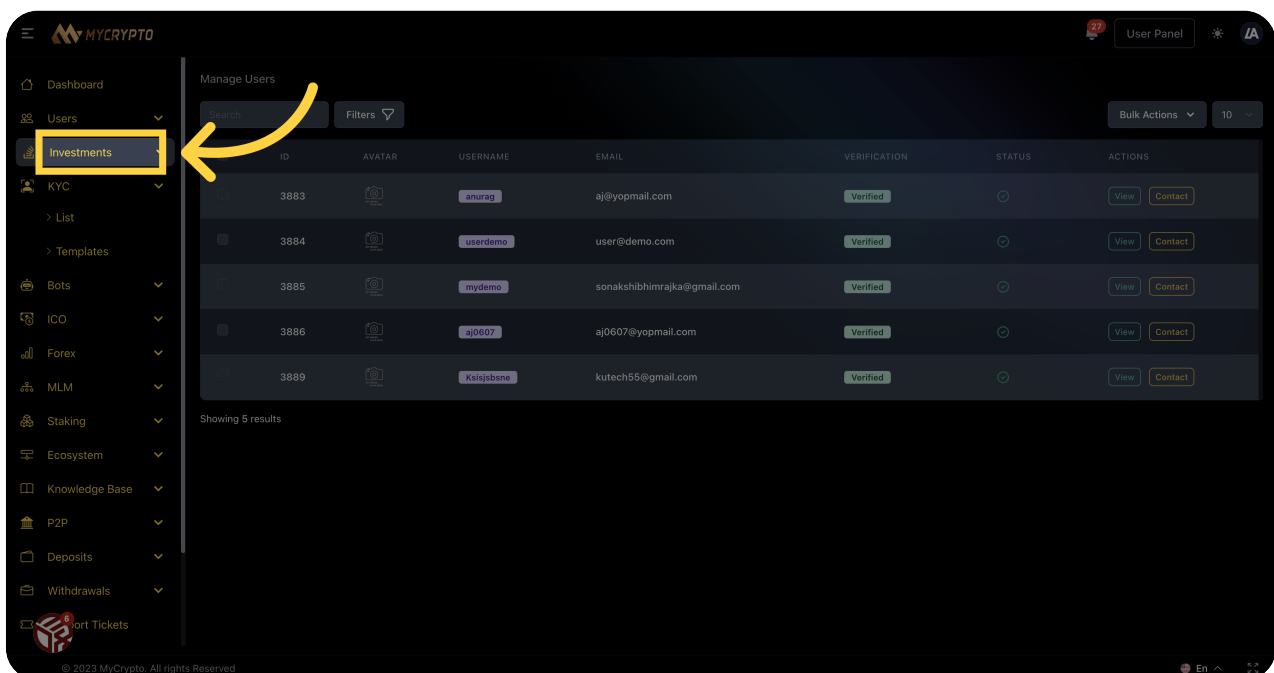 MYCRYPTO
27
User Panel
Dashboard
Users
Investments
KYC
> List
> Templates
Bots
ICO
Forex
MLM
Staking
Ecosystem
Knowledge Base
P2P
Deposits
Withdrawals
6
ort Tickets
Manage Users
Search
Filters
Bulk Actions
10
ID AVATAR USERNAME EMAIL VERIFICATION STATUS ACTIONS
3883 anurag aj@yopmail.com Verified View Contact
3884 userdemo user@demo.com Verified View Contact
3885 mydemo sonakshibhimrajka@gmail.com Verified View Contact
3886 aj0607 aj0607@yopmail.com Verified View Contact
3889 Ksisjsbsne kutech55@gmail.com Verified View Contact
Showing 5 results
© 2023 MyCrypto. All rights Reserved
En